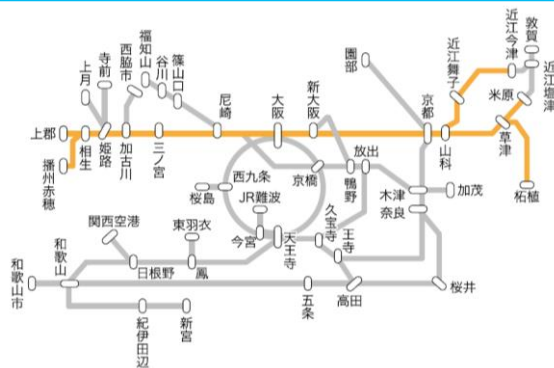 敦賀
近江今津
近江塩津
福知山
寺前
西脇市
谷川
篠山口
園部
近江舞子
米原
上月
新大阪
尼崎
大阪
京都
上郡
相生
姫路
加古川
三ノ宮
山科
草津
播州赤穂
放出
京橋
鴫野
柘植
西九条
桜島
木津
加茂
JR難波
奈良
関西空港
東羽衣
久宝寺
王寺
今宮
天王寺
和歌山
日根野
鳳
和歌山市
五条
高田
桜井
紀伊田辺
新宮